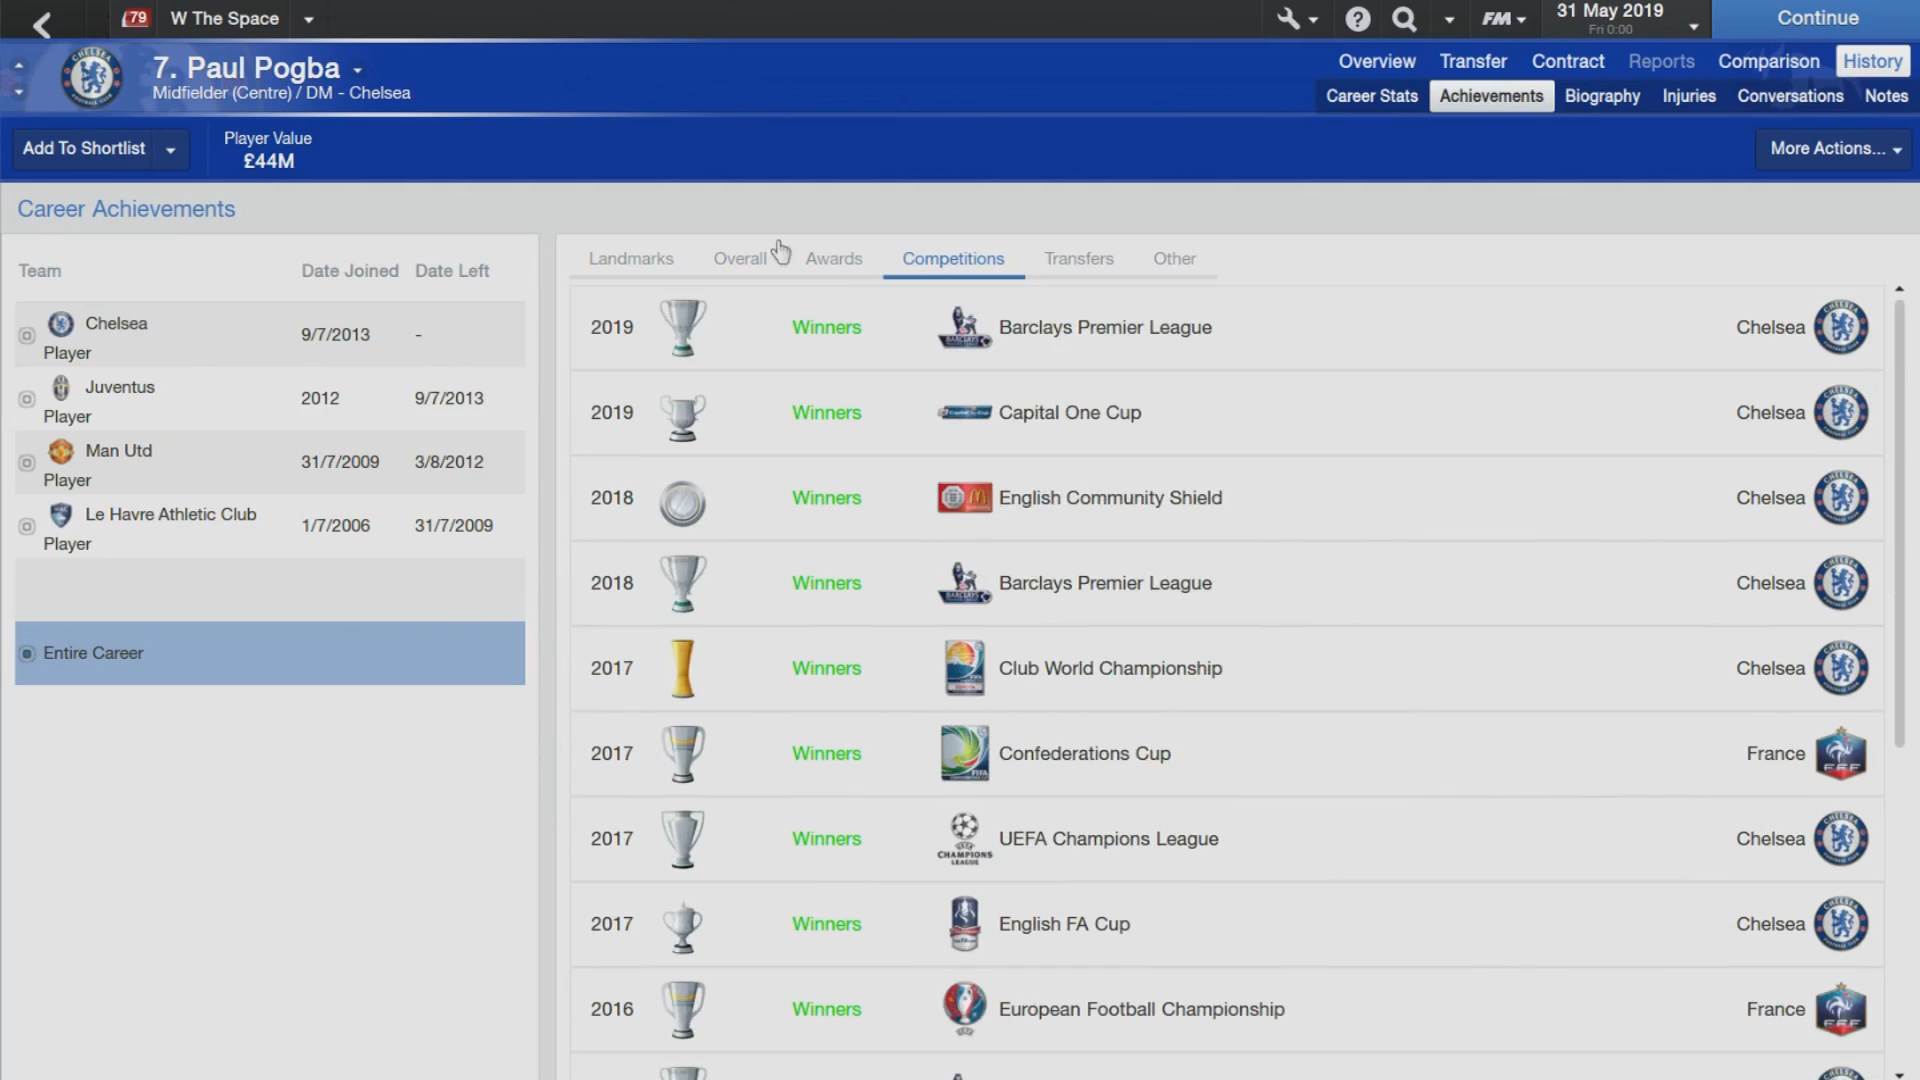 79 W The Space FM 31 May 2019 Continue
Fri 0:00
7. Paul Pogba
Midfielder (Centre) / DM - Chelsea
Overview Transfer Contract Reports Comparison History
Career Stats Achievements Biography Injuries Conversations Notes
Add To Shortlist
Player Value
£44M
More Actions...
Career Achievements
Team Date Joined Date Left
Chelsea 9/7/2013 -
Player
Juventus 2012 9/7/2013
Player
Man Utd 31/7/2009 3/8/2012
Player
Le Havre Athletic Club 1/7/2006 31/7/2009
Player
Entire Career
Landmarks Overall Awards Competitions Transfers Other
2019 Winners Barclays Premier League Chelsea
2019 Winners Capital One Cup Chelsea
2018 Winners English Community Shield Chelsea
2018 Winners Barclays Premier League Chelsea
2017 Winners Club World Championship Chelsea
2017 Winners Confederations Cup France
2017 Winners CHAMPIONS LEAGUE UEFA Champions League Chelsea
2017 Winners English FA Cup Chelsea
2016 Winners European Football Championship France